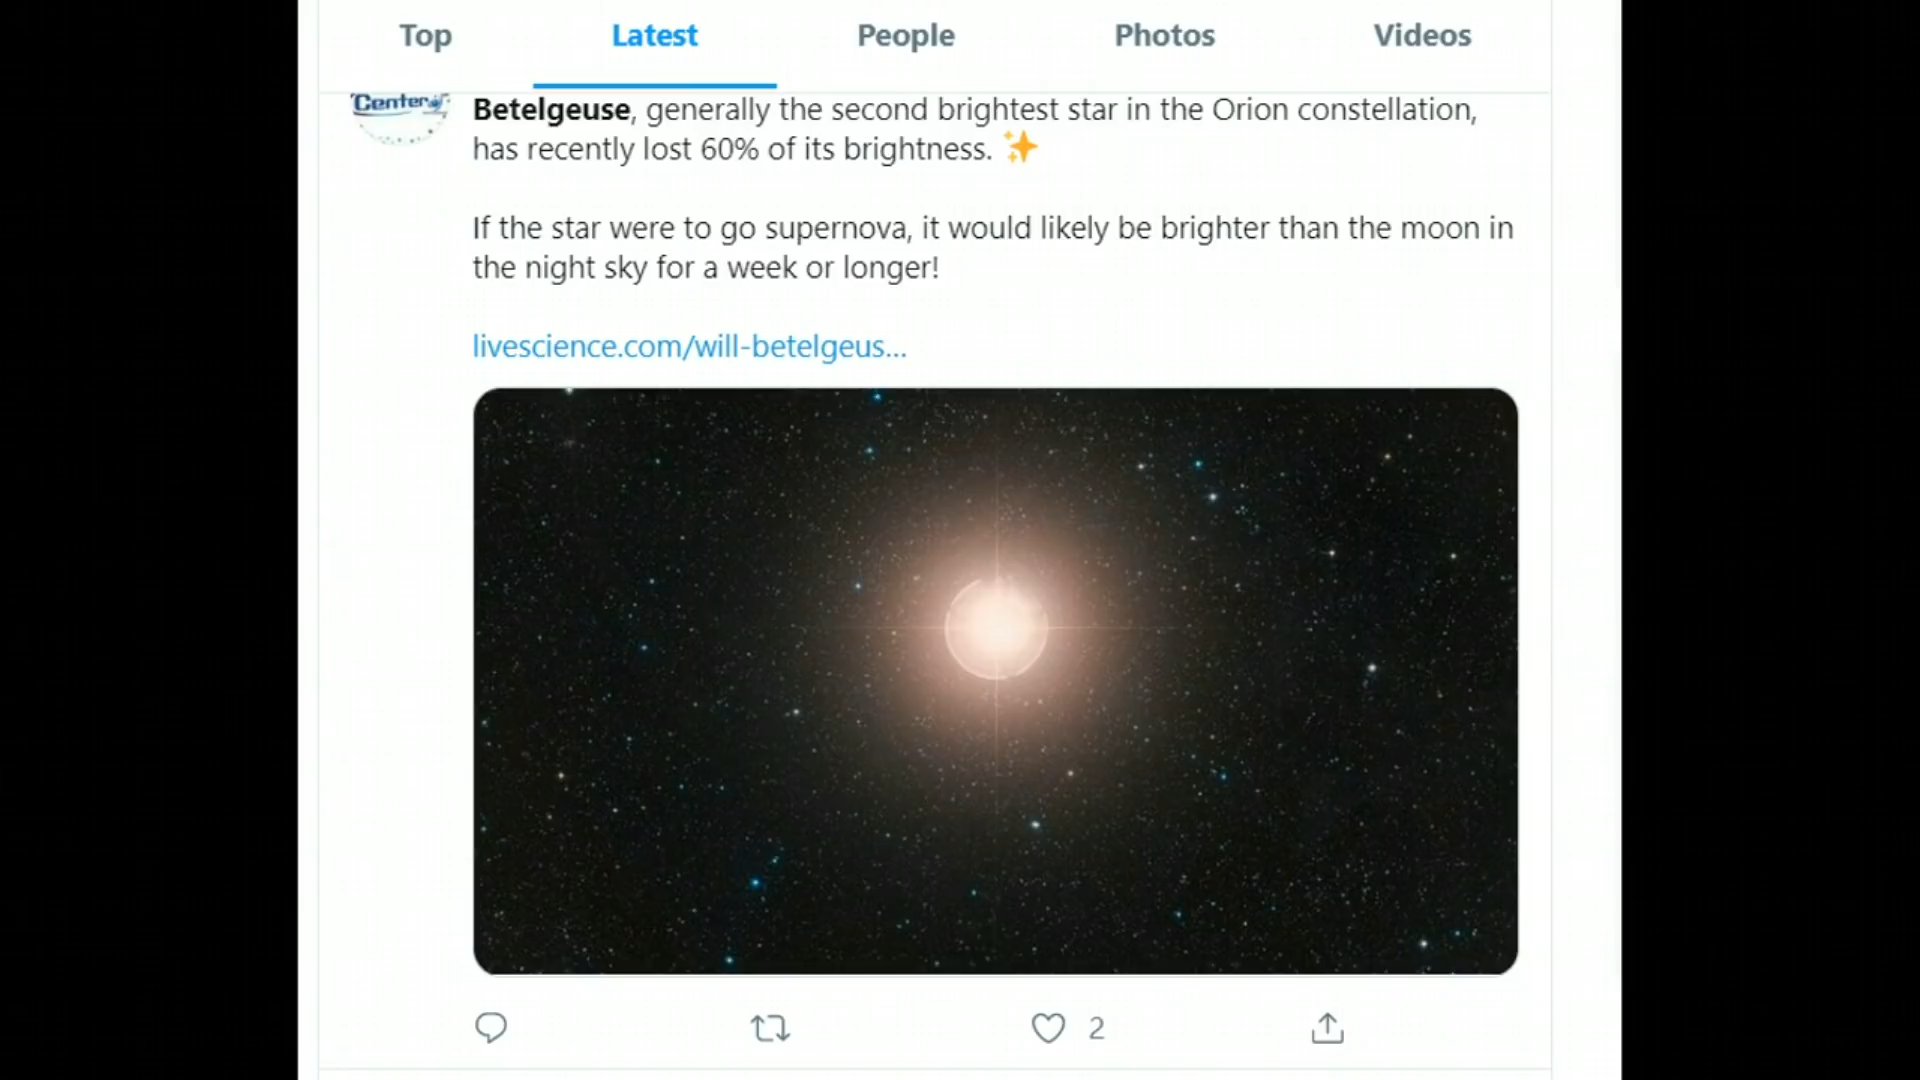 Top Latest People Photos Videos
Center
Betelgeuse, generally the second brightest star in the Orion constellation,
has recently lost 60% of its brightness. ✨
If the star were to go supernova, it would likely be brighter than the moon in
the night sky for a week or longer!
livescience.com/will-betelgeus...
2